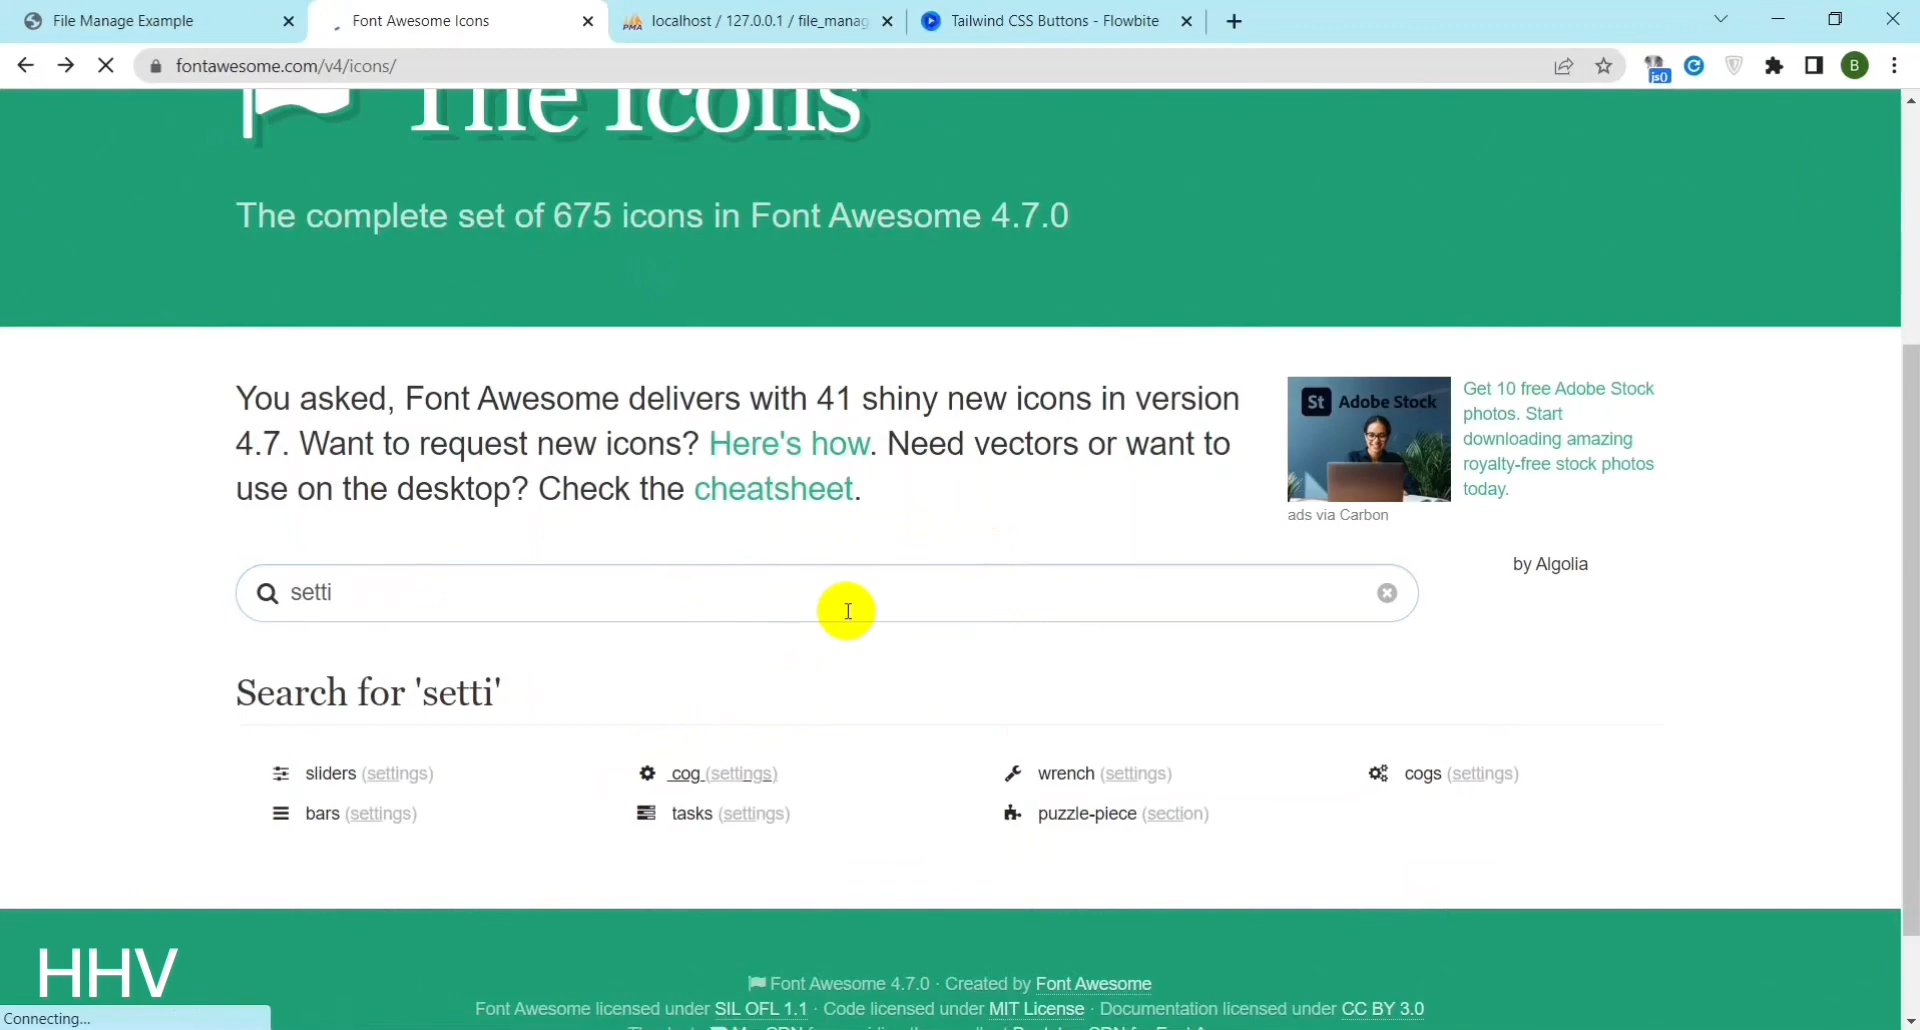 File Manage Example
Font Awesome Icons
PMA
localhost / 127.0.0.1 / file_manag
Tailwind CSS Buttons - Flowbite
fontawesome.com/v4/icons/
js()
B
The Icons
The complete set of 675 icons in Font Awesome 4.7.0
You asked, Font Awesome delivers with 41 shiny new icons in version
4.7. Want to request new icons? Here's how. Need vectors or want to
use on the desktop? Check the cheatsheet.
St Adobe Stock
Get 10 free Adobe Stock
photos. Start
downloading amazing
royalty-free stock photos
today.
ads via Carbon
setti
by Algolia
Search for 'setti'
sliders (settings)
cog (settings)
wrench (settings)
cogs (settings)
bars (settings)
tasks (settings)
puzzle-piece (section)
HHV
Font Awesome 4.7.0 · Created by Font Awesome
Font Awesome licensed under SIL OFL 1.1 · Code licensed under MIT License · Documentation licensed under CC BY 3.0
Connecting...